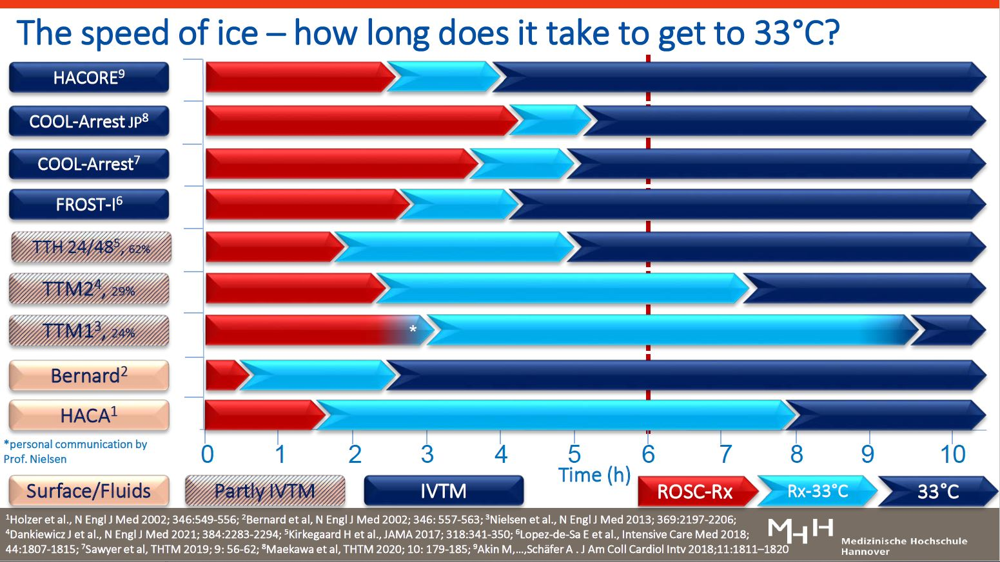 The speed of ice – how long does it take to get to 33°C?
HACORE⁹
COOL-Arrest JP⁸
COOL-Arrest⁷
FROST-I⁶
TTH 24/48⁵, 62%
TTM2⁴, 29%
TTM1³, 24%
*
Bernard²
HACA¹
*personal communication by
Prof. Nielsen
0 1 2 3 4 5 6 7 8 9 10
Time (h)
Surface/Fluids
Partly IVTM
IVTM
ROSC-Rx
Rx-33°C
33°C
¹Holzer et al., N Engl J Med 2002; 346:549-556; ²Bernard et al, N Engl J Med 2002; 346: 557-563; ³Nielsen et al., N Engl J Med 2013; 369:2197-2206;
⁴Dankiewicz J et al., N Engl J Med 2021; 384:2283-2294; ⁵Kirkegaard H et al., JAMA 2017; 318:341-350; ⁶Lopez-de-Sa E et al., Intensive Care Med 2018;
44:1807-1815; ⁷Sawyer et al, THTM 2019; 9: 56-62; ⁸Maekawa et al, THTM 2020; 10: 179-185; ⁹Akin M,...,Schäfer A . J Am Coll Cardiol Intv 2018;11:1811–1820
MHH
Medizinische Hochschule
Hannover